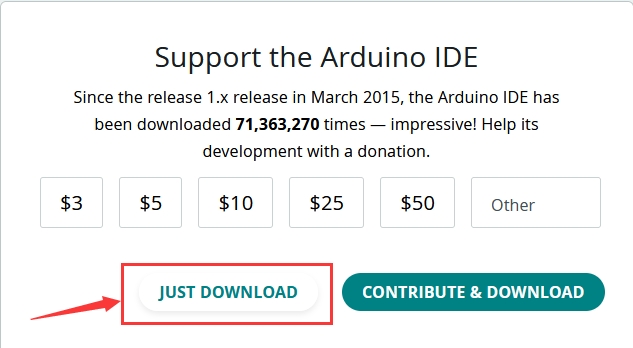 Support the Arduino IDE
Since the release 1.x release in March 2015, the Arduino IDE has
been downloaded 71,363,270 times — impressive! Help its
development with a donation.
$3 $5 $10 $25 $50 Other
JUST DOWNLOAD CONTRIBUTE & DOWNLOAD